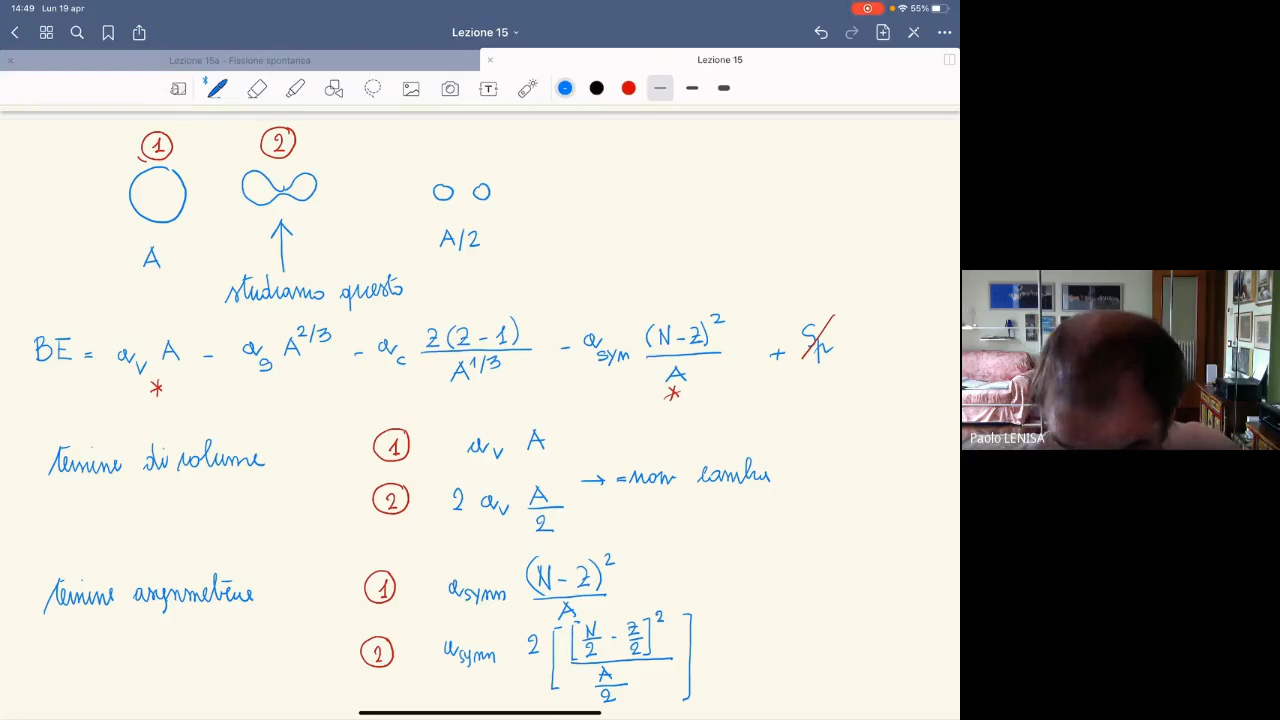 14:49 Lun 19 apr
55%
Lezione 15
Lezione 15a - Fissione spontanea
Lezione 15
1 2
A A/2
studiamo questo
BE = a_v A - a_s A^{2/3} - a_c Z(Z-1)/A^{1/3} - a_sym (N-Z)^2/A + S_p
* *
termine di volume 1 a_v A
→ = non cambia
2 2 a_v A/2
termine asymmetrie 1 a_symm (N-Z)^2/A
2 a_symm 2 [ [N/2 - Z/2]^2 / A/2 ]
Paolo LENISA